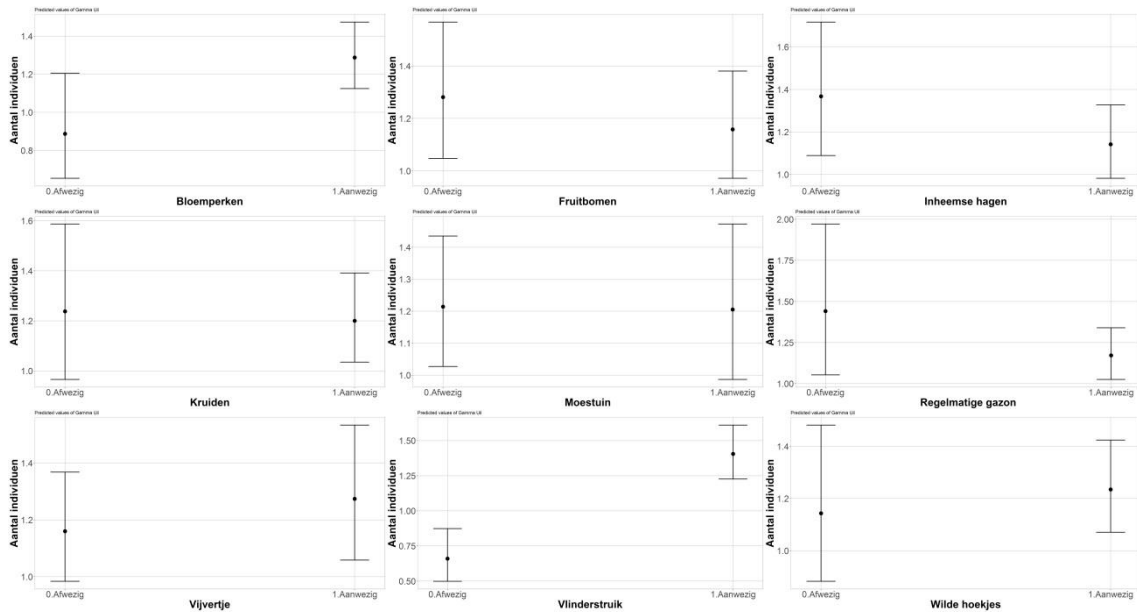 Predicted values of Gamma Uil
Aantal individuen
1.4
1.2
1.0
0.8
0.Afwezig
1.Aanwezig
Bloemperken
Predicted values of Gamma Uil
Aantal individuen
1.4
1.2
1.0
0.Afwezig
1.Aanwezig
Fruitbomen
Predicted values of Gamma Uil
Aantal individuen
1.6
1.4
1.2
1.0
0.Afwezig
1.Aanwezig
Inheemse hagen
Predicted values of Gamma Uil
Aantal individuen
1.6
1.4
1.2
1.0
0.Afwezig
1.Aanwezig
Kruiden
Predicted values of Gamma Uil
Aantal individuen
1.4
1.3
1.2
1.1
1.0
0.Afwezig
1.Aanwezig
Moestuin
Predicted values of Gamma Uil
Aantal individuen
2.00
1.75
1.50
1.25
1.00
0.Afwezig
1.Aanwezig
Regelmatige gazon
Predicted values of Gamma Uil
Aantal individuen
1.4
1.2
1.0
0.Afwezig
1.Aanwezig
Vijvertje
Predicted values of Gamma Uil
Aantal individuen
1.50
1.25
1.00
0.75
0.50
0.Afwezig
1.Aanwezig
Vlinderstruik
Predicted values of Gamma Uil
Aantal individuen
1.4
1.2
1.0
0.Afwezig
1.Aanwezig
Wilde hoekjes